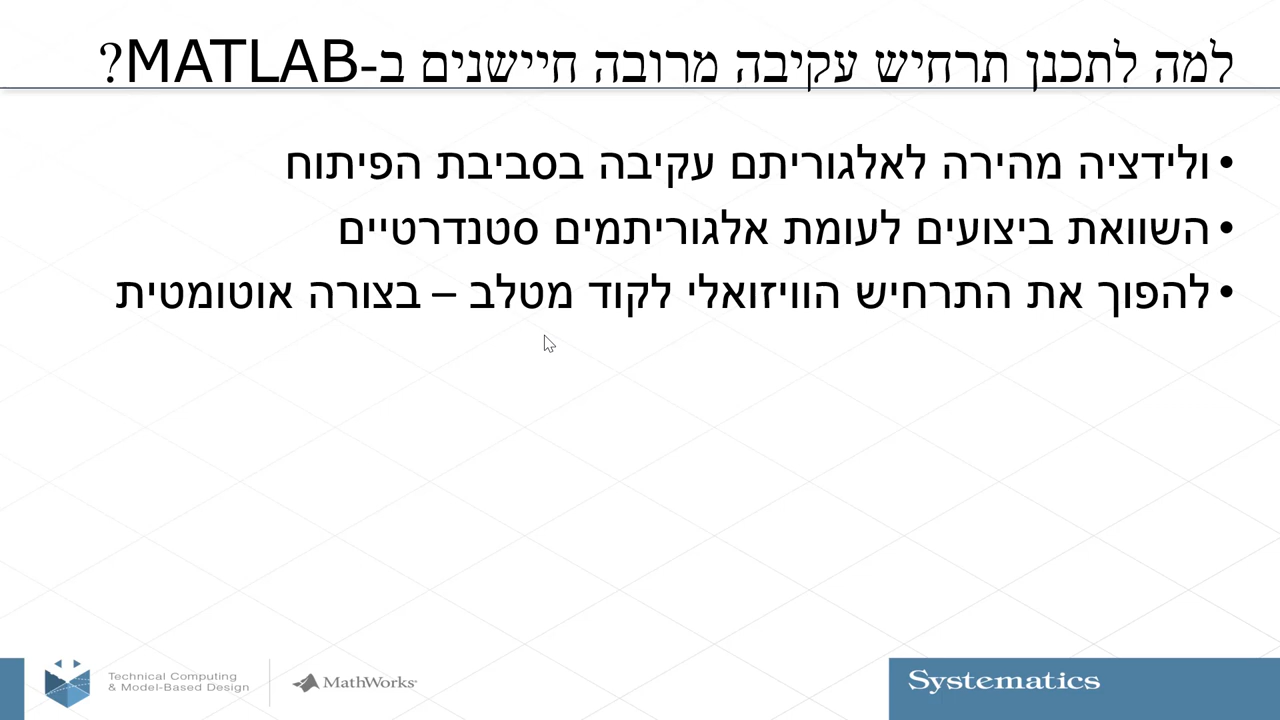 למה לתכנן תרחיש עקיבה מרובה חיישנים ב-MATLAB?
• ולידציה מהירה לאלגוריתם עקיבה בסביבת הפיתוח
• השוואת ביצועים לעומת אלגוריתמים סטנדרטיים
• להפוך את התרחיש הוויזואלי לקוד מטלב – בצורה אוטומטית
Technical Computing
& Model-Based Design
MathWorks
Systematics